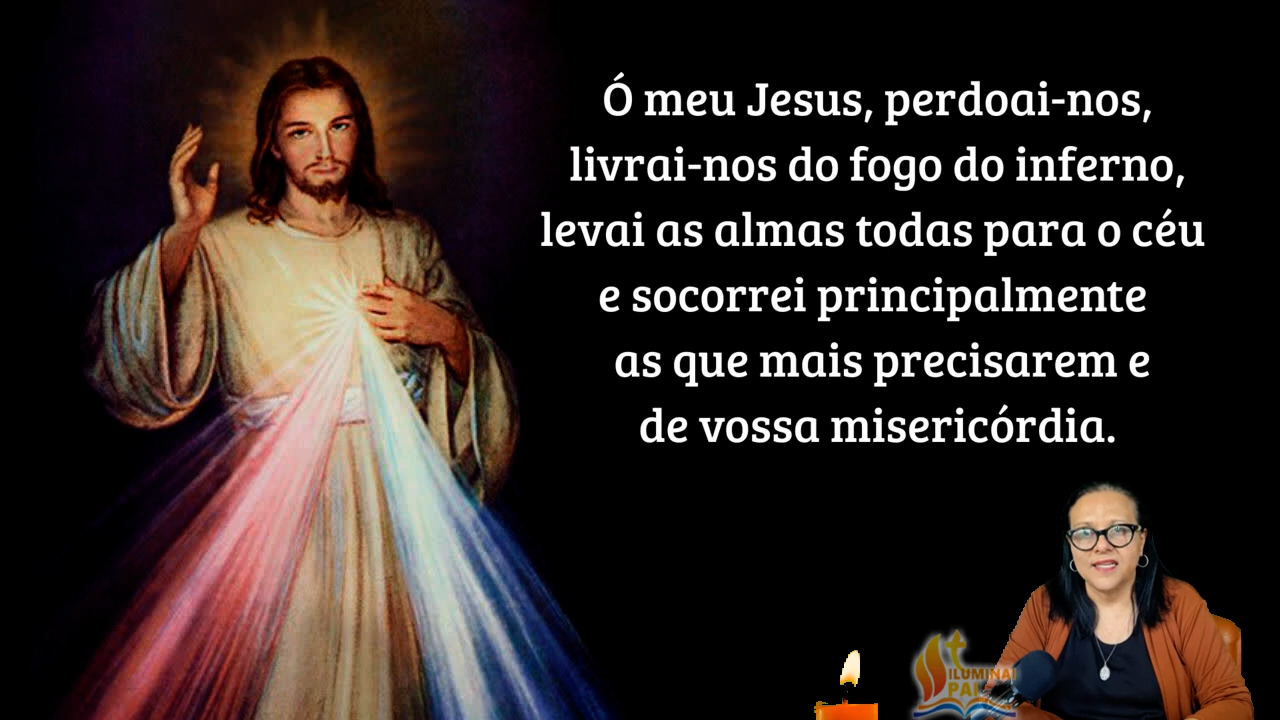 Ó meu Jesus, perdoai-nos,
livrai-nos do fogo do inferno,
levai as almas todas para o céu
e socorrei principalmente
as que mais precisarem e
de vossa misericórdia.
ILUMINAI